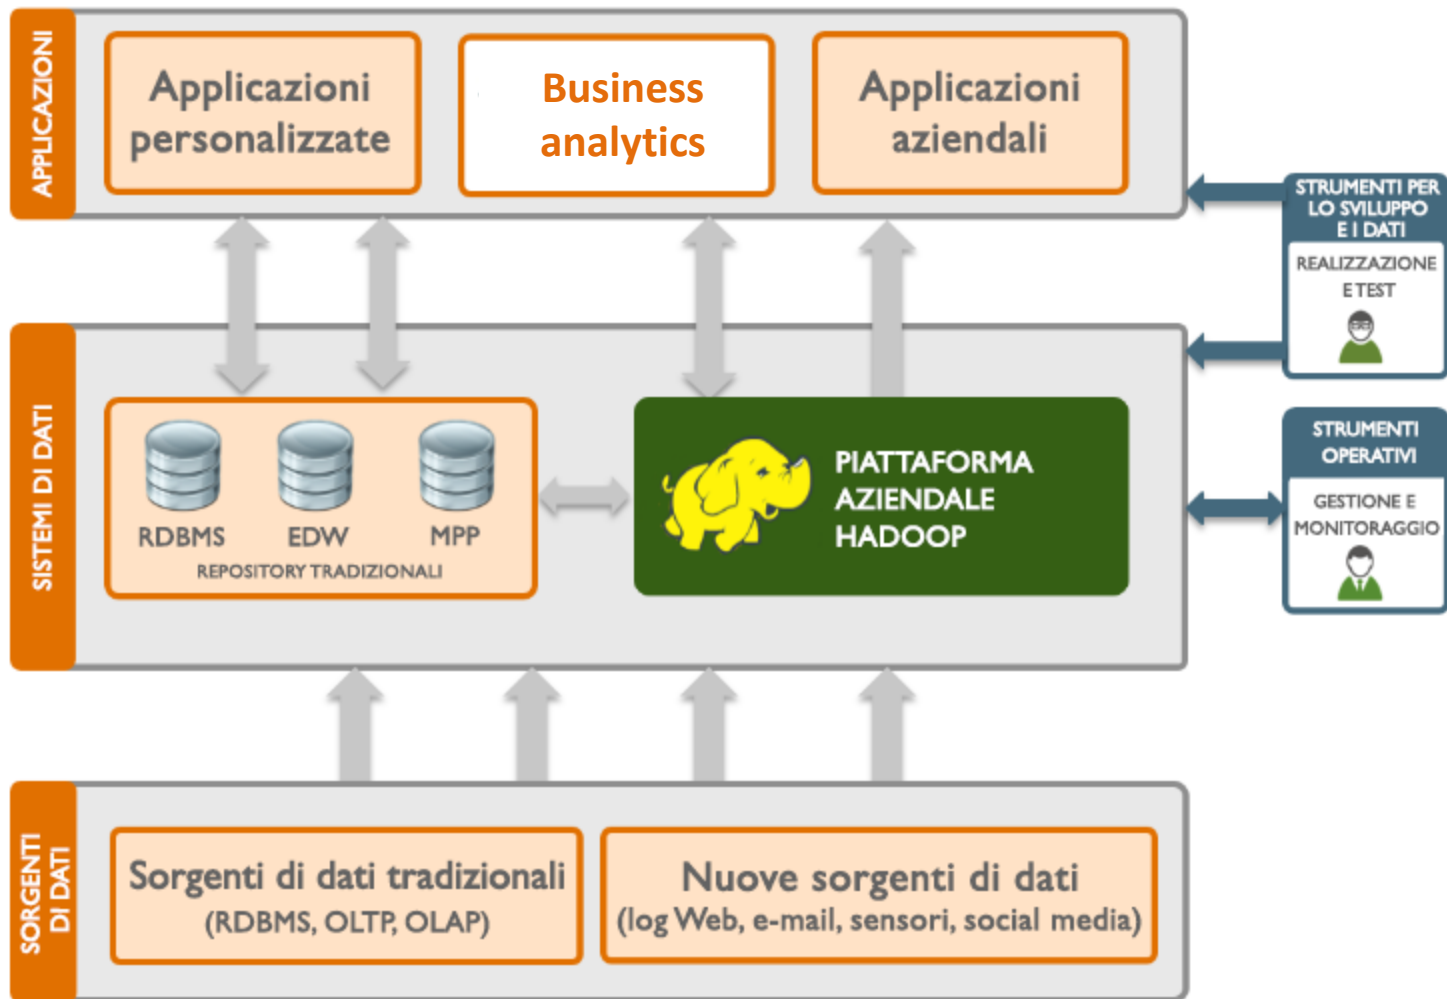 APPLICAZIONI
Applicazioni
personalizzate
Business
analytics
Applicazioni
aziendali
STRUMENTI PER
LO SVILUPPO
E I DATI
REALIZZAZIONE
E TEST
SISTEMI DI DATI
RDBMS
EDW
MPP
REPOSITORY TRADIZIONALI
PIATTAFORMA
AZIENDALE
HADOOP
STRUMENTI
OPERATIVI
GESTIONE E
MONITORAGGIO
SORGENTI
DI DATI
Sorgenti di dati tradizionali
(RDBMS, OLTP, OLAP)
Nuove sorgenti di dati
(log Web, e-mail, sensori, social media)